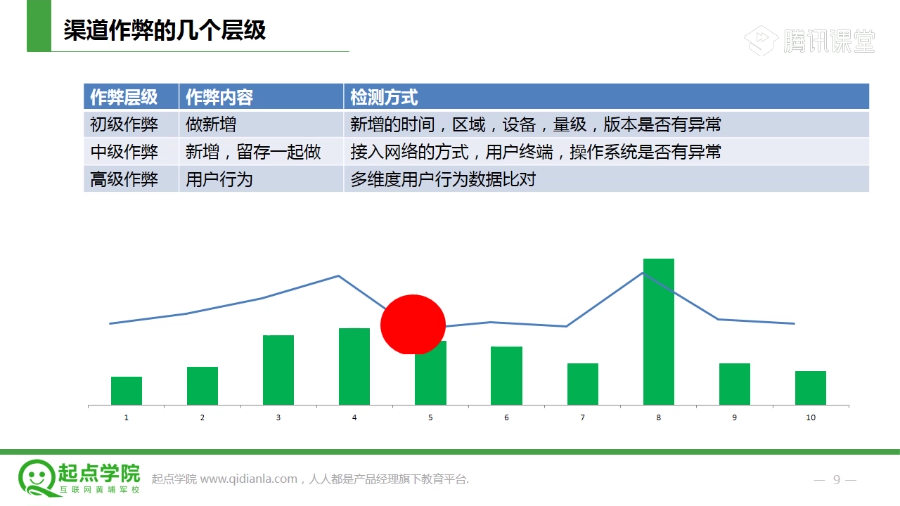 渠道作弊的几个层级
腾讯课堂
作弊层级 作弊内容 检测方式
初级作弊 做新增 新增的时间，区域，设备，量级，版本是否有异常
中级作弊 新增，留存一起做 接入网络的方式，用户终端，操作系统是否有异常
高级作弊 用户行为 多维度用户行为数据比对
1 2 3 4 5 6 7 8 9 10
起点学院
互联网黄埔军校
起点学院 www.qidianla.com，人人都是产品经理旗下教育平台.
— 9 —